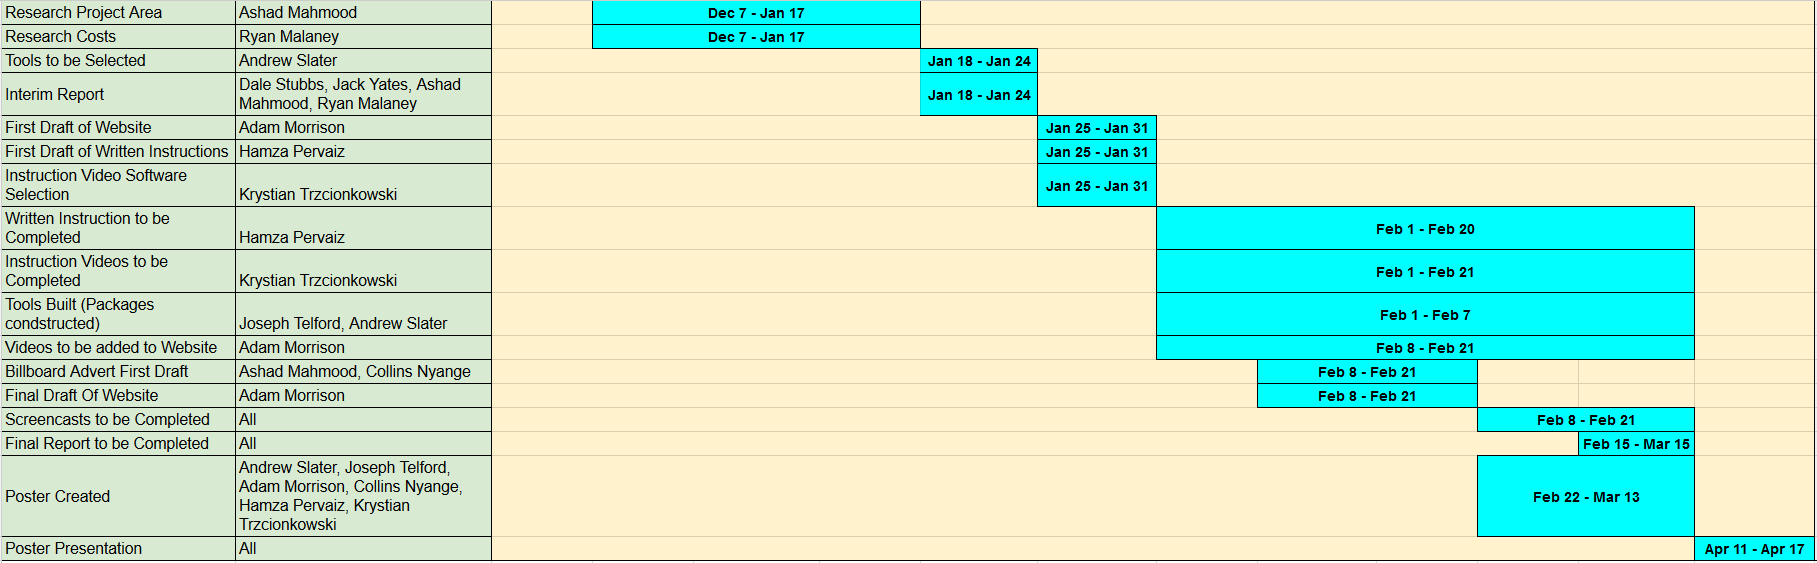 Research Project Area Ashad Mahmood Dec 7 - Jan 17
Research Costs Ryan Malaney Dec 7 - Jan 17
Tools to be Selected Andrew Slater Jan 18 - Jan 24
Interim Report
Dale Stubbs, Jack Yates, Ashad
Mahmood, Ryan Malaney
Jan 18 - Jan 24
First Draft of Website Adam Morrison Jan 25 - Jan 31
First Draft of Written Instructions Hamza Pervaiz Jan 25 - Jan 31
Instruction Video Software
Selection
Krystian Trzcionkowski
Jan 25 - Jan 31
Written Instruction to be
Completed
Hamza Pervaiz
Feb 1 - Feb 20
Instruction Videos to be
Completed
Krystian Trzcionkowski
Feb 1 - Feb 21
Tools Built (Packages
condstructed)
Joseph Telford, Andrew Slater
Feb 1 - Feb 7
Videos to be added to Website Adam Morrison Feb 8 - Feb 21
Billboard Advert First Draft Ashad Mahmood, Collins Nyange Feb 8 - Feb 21
Final Draft Of Website Adam Morrison Feb 8 - Feb 21
Screencasts to be Completed All Feb 8 - Feb 21
Final Report to be Completed All Feb 15 - Mar 15
Poster Created
Andrew Slater, Joseph Telford,
Adam Morrison, Collins Nyange,
Hamza Pervaiz, Krystian
Trzcionkowski
Feb 22 - Mar 13
Poster Presentation All Apr 11 - Apr 17